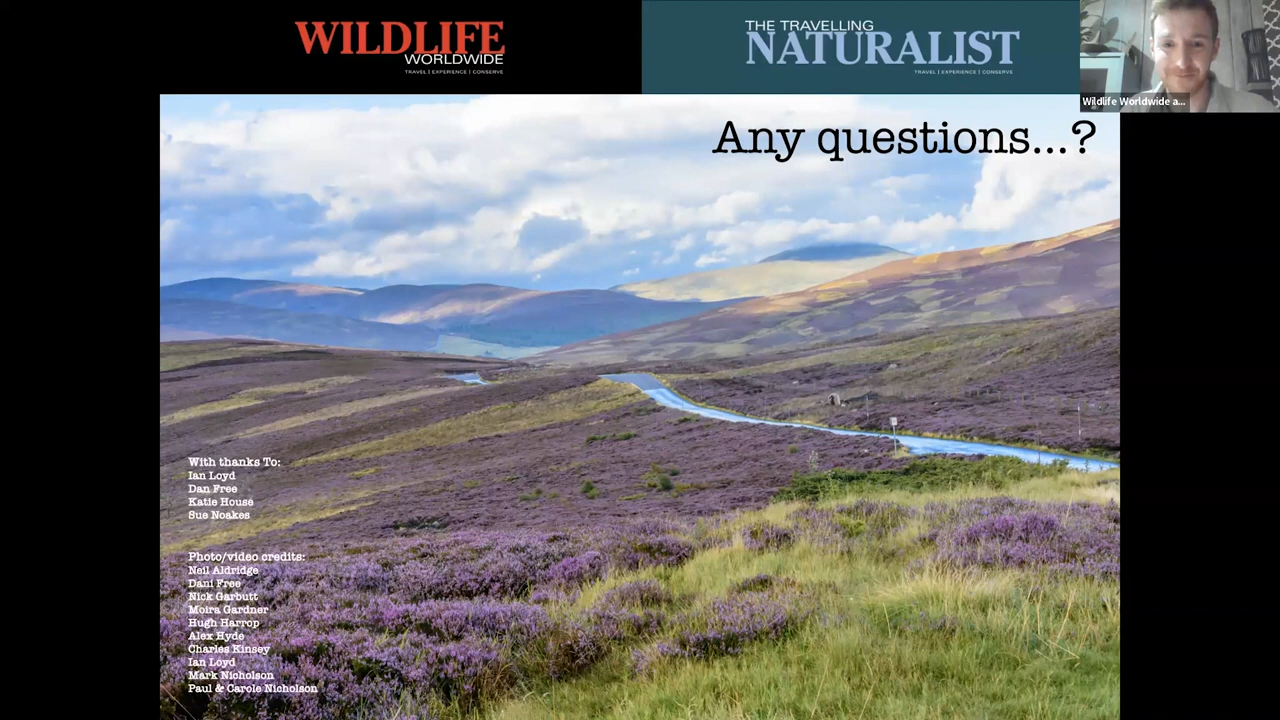 WILDLIFE
WORLDWIDE
TRAVEL | EXPERIENCE | CONSERVE
THE TRAVELLING
NATURALIST
TRAVEL | EXPERIENCE | CONSERVE
Wildlife Worldwide a...
Any questions...?
With thanks To:
Ian Loyd
Dan Free
Katie House
Sue Noakes
Photo/video credits:
Neil Aldridge
Dani Free
Nick Garbutt
Moira Gardner
Hugh Harrop
Alex Hyde
Charles Kinsey
Ian Loyd
Mark Nicholson
Paul & Carole Nicholson